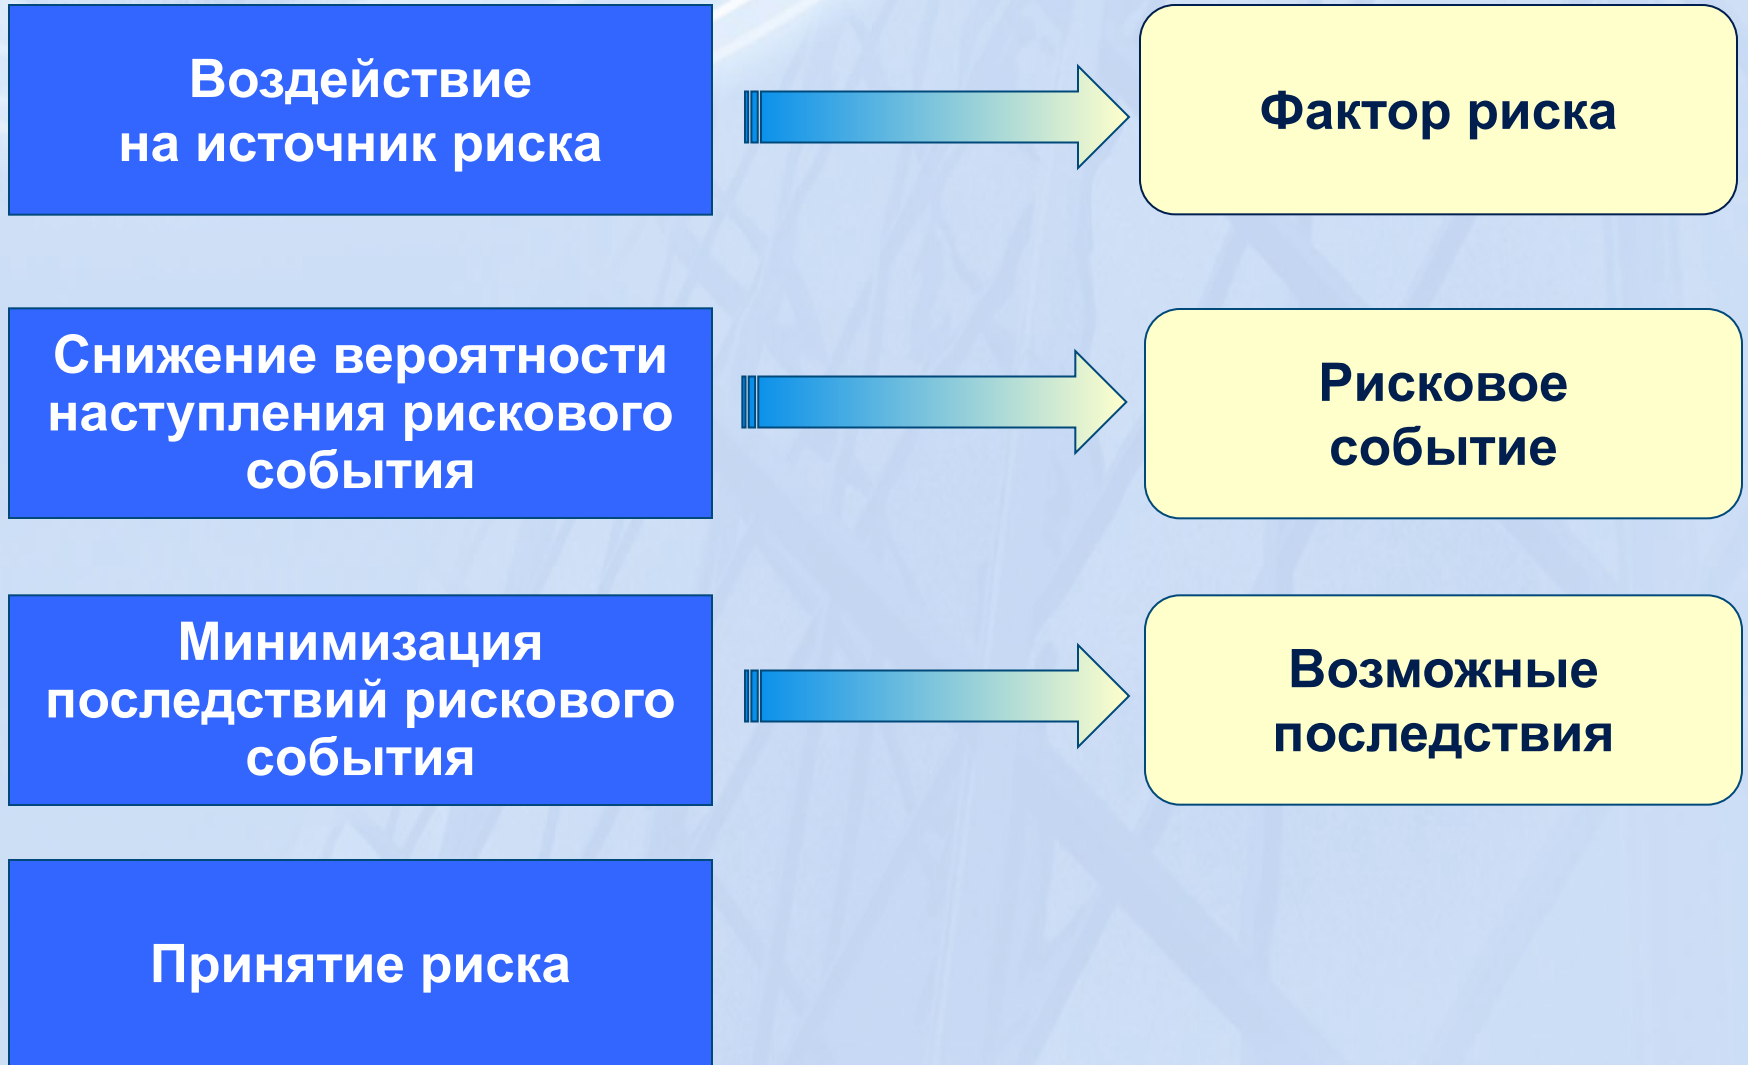 Воздействие
на источник риска
Фактор риска
Снижение вероятности
наступления рискового
события
Рисковое
событие
Минимизация
последствий рискового
события
Возможные
последствия
Принятие риска